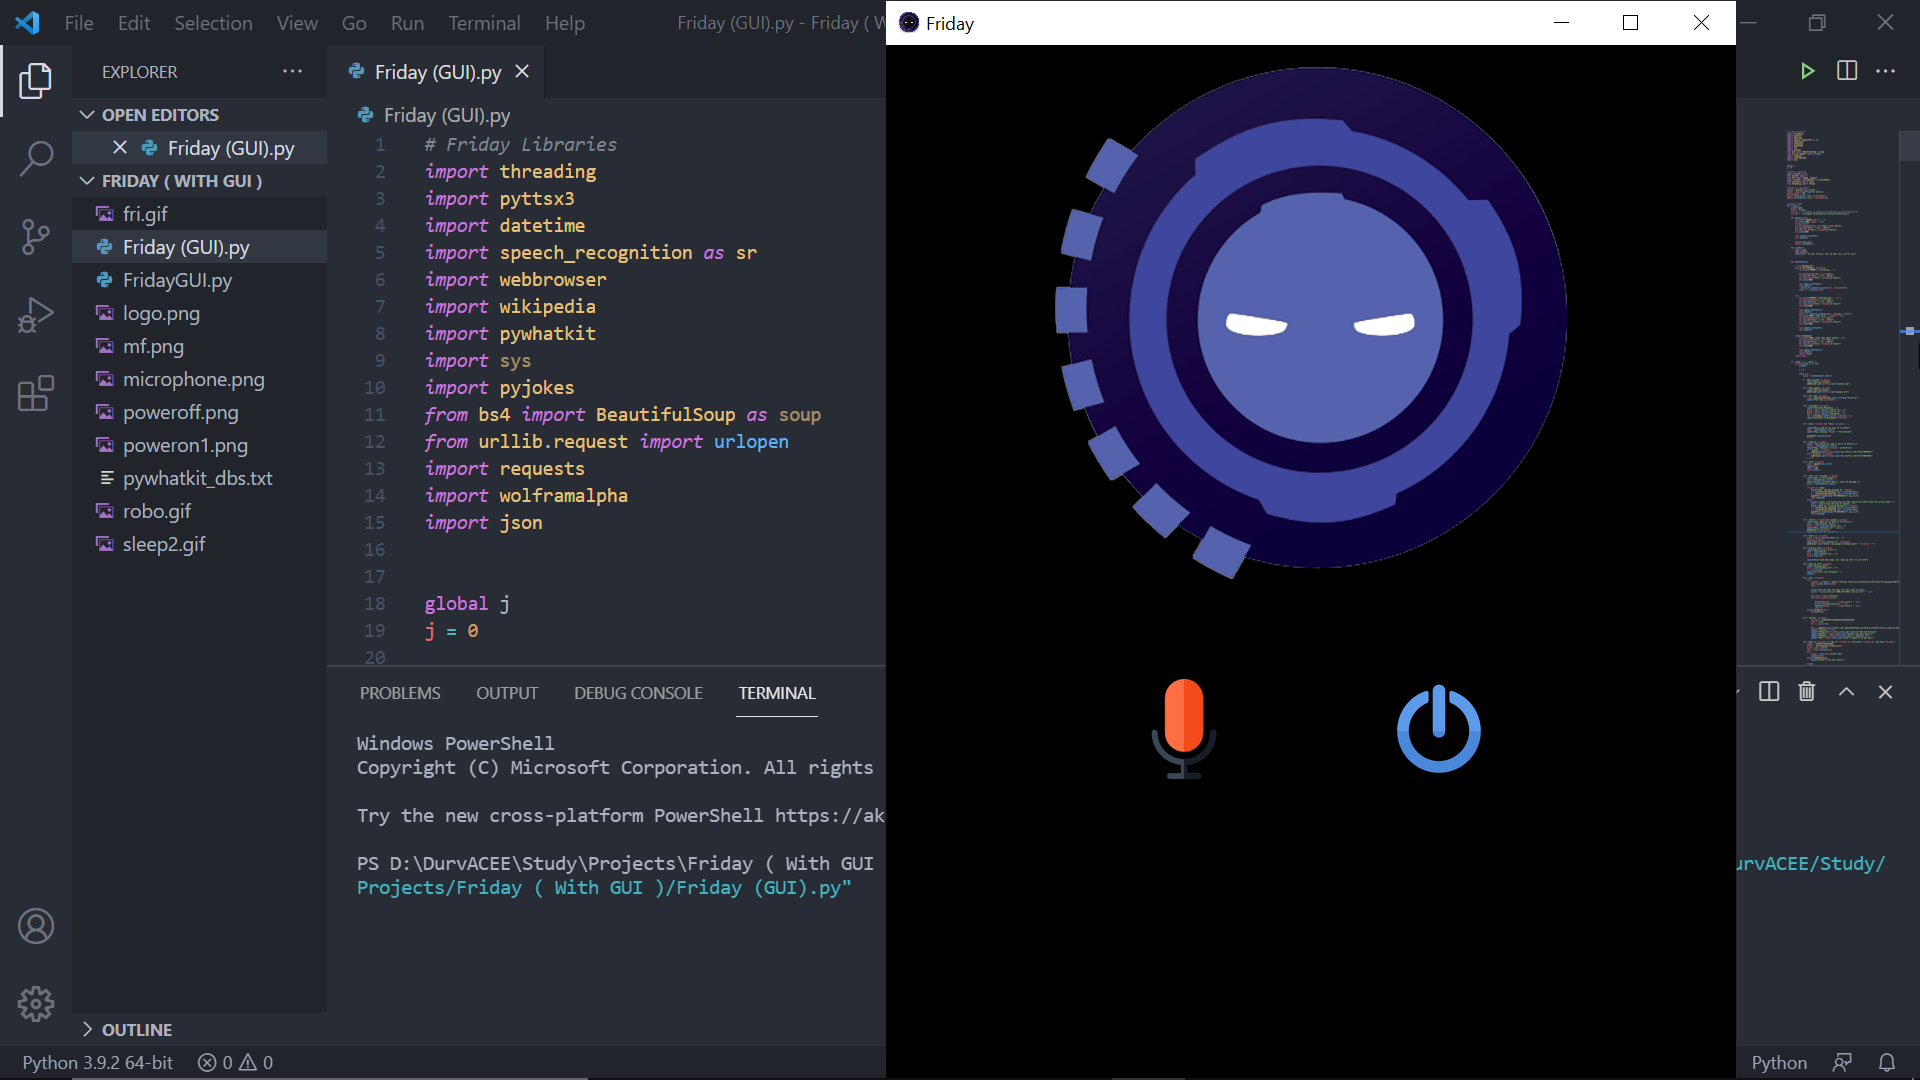 File Edit Selection View Go Run Terminal Help Friday (GUI).py - Friday (
Friday
EXPLORER
Friday (GUI).py
OPEN EDITORS
Friday (GUI).py
FRIDAY ( WITH GUI )
fri.gif
Friday (GUI).py
FridayGUI.py
logo.png
mf.png
microphone.png
poweroff.png
poweron1.png
pywhatkit_dbs.txt
robo.gif
sleep2.gif
OUTLINE
Friday (GUI).py
1 # Friday Libraries
2 import threading
3 import pyttsx3
4 import datetime
5 import speech_recognition as sr
6 import webbrowser
7 import wikipedia
8 import pywhatkit
9 import sys
10 import pyjokes
11 from bs4 import BeautifulSoup as soup
12 from urllib.request import urlopen
13 import requests
14 import wolframalpha
15 import json
16
17
18 global j
19 j = 0
20
PROBLEMS OUTPUT DEBUG CONSOLE TERMINAL
Windows PowerShell
Copyright (C) Microsoft Corporation. All rights
Try the new cross-platform PowerShell https://ak
PS D:\DurvACEE\Study\Projects\Friday ( With GUI urvACEE/Study/
Projects/Friday ( With GUI )/Friday (GUI).py"
Python 3.9.2 64-bit 0 0 Python